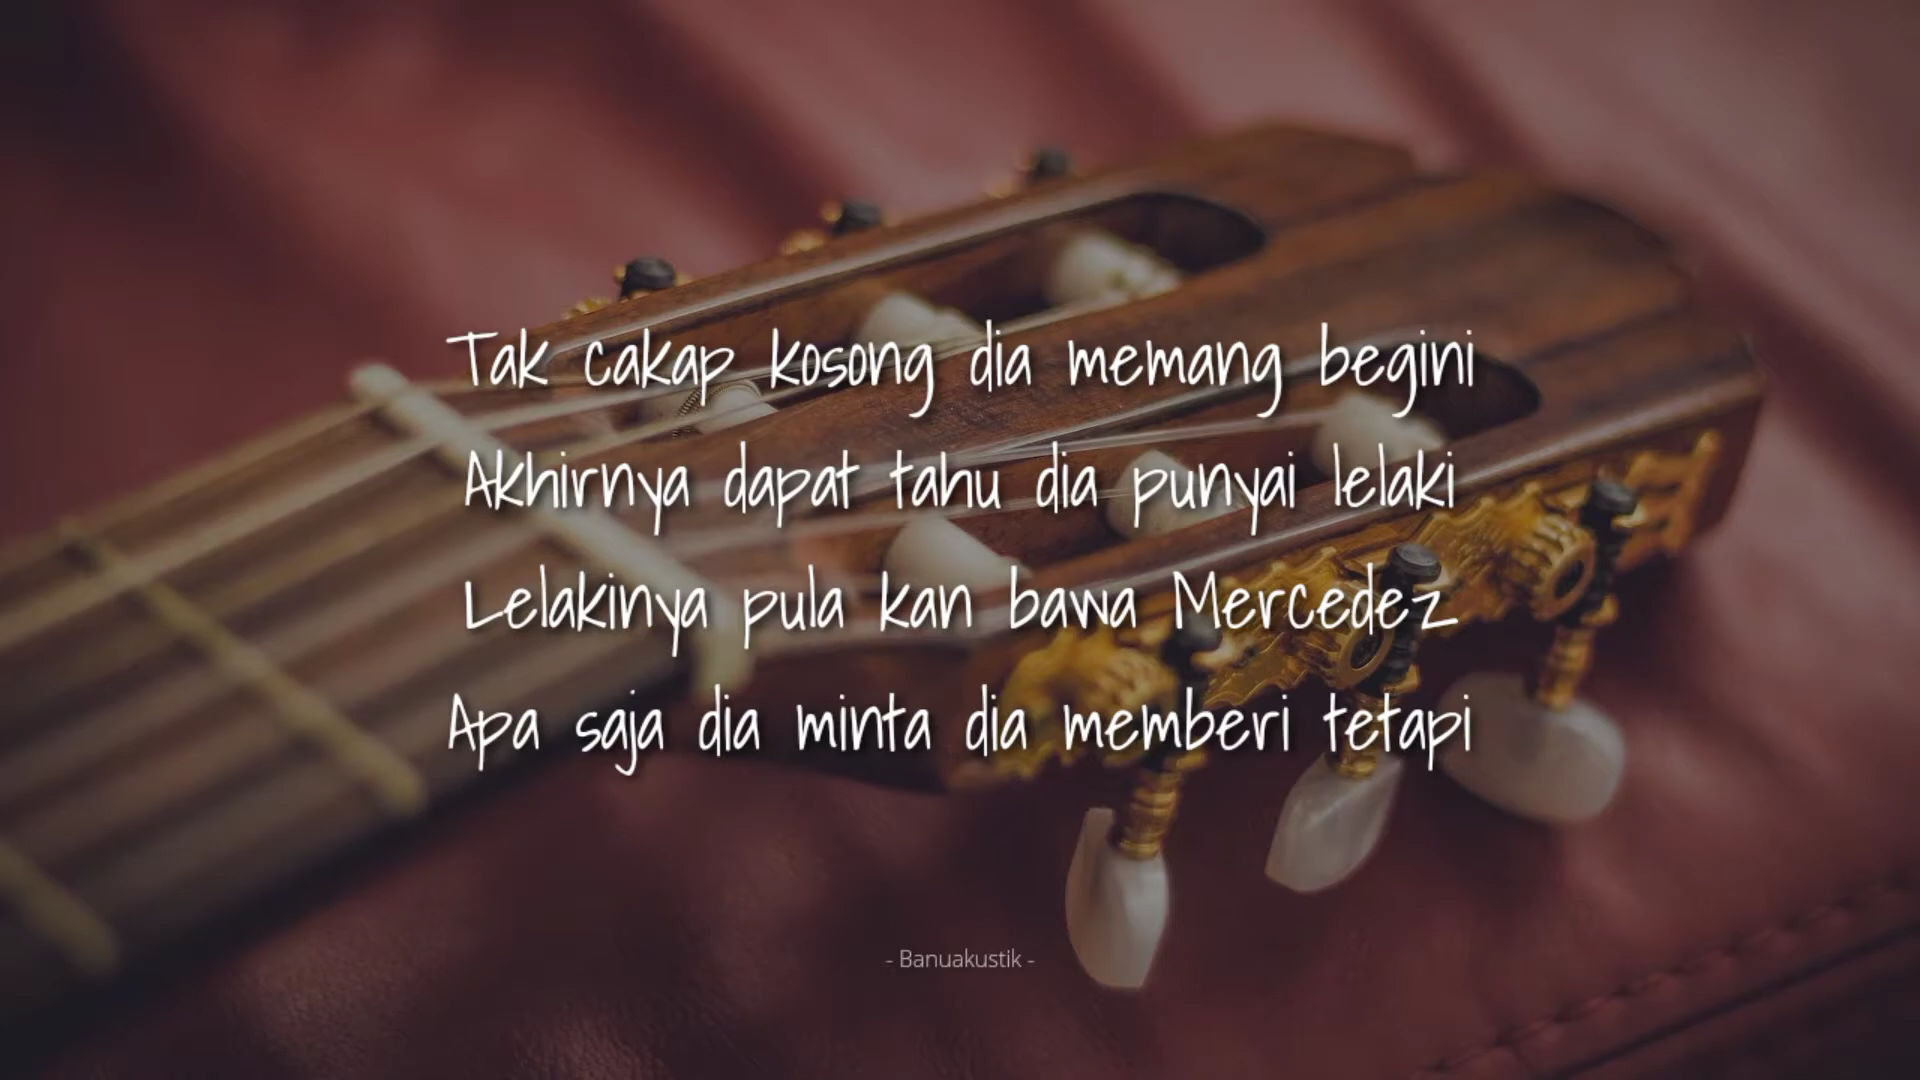 Tak cakap kosong dia memang begini
Akhirnya dapat tahu dia punyai lelaki
Lelakinya pula kan bawa Mercedez
Apa saja dia minta dia memberi tetapi
- Banuakustik -